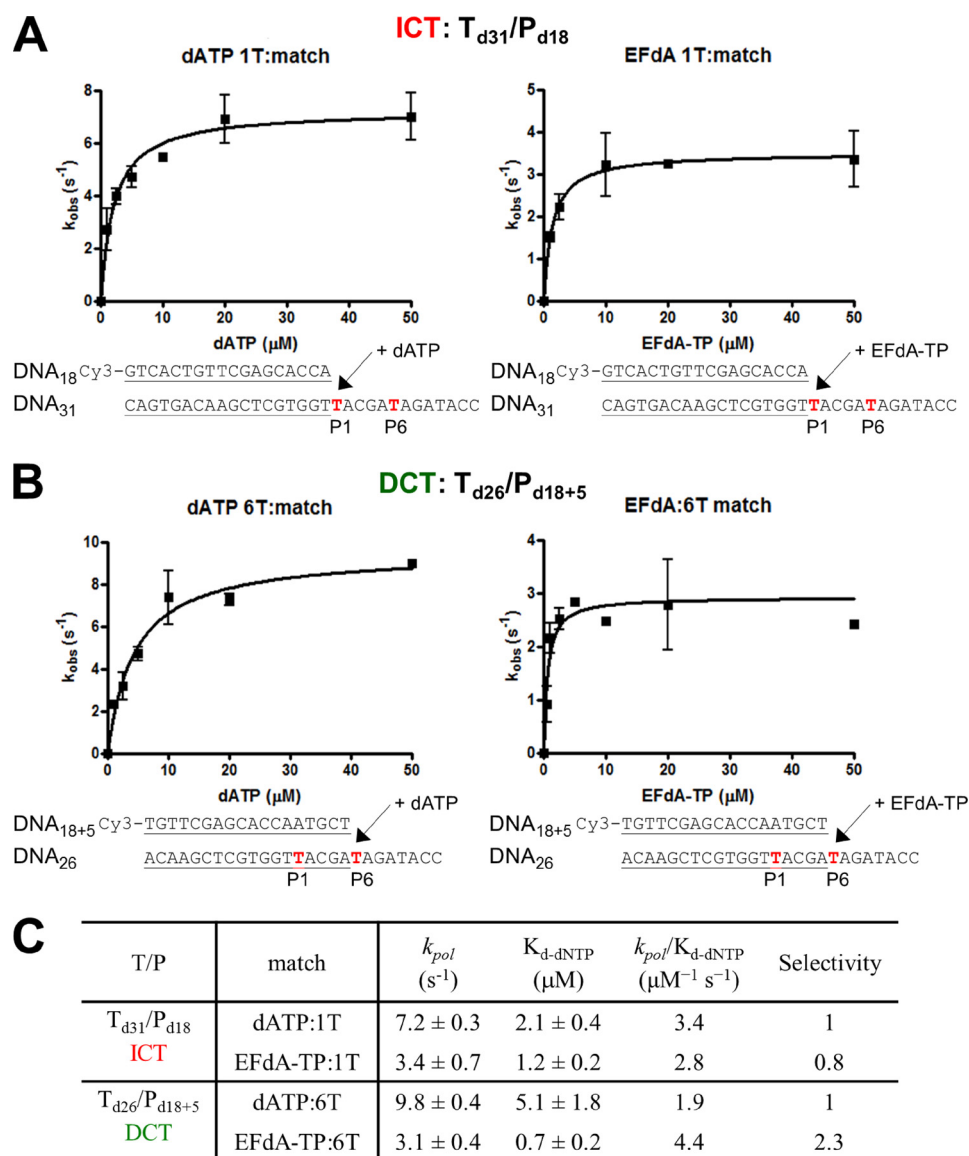 A
ICT: Td31/Pd18
dATP 1T:match
EFdA 1T:match
kobs (s-1)
8
6
4
2
0
0 10 20 30 40 50
dATP (μM)
kobs (s-1)
5
4
3
2
1
0
0 10 20 30 40 50
EFdA-TP (μM)
+ dATP
DNA18 Cy3-GTCACTGTTCGAGCACCA
DNA31 CAGTGACAAGCTCGTGGTTACGATAGATACC
P1 P6
+ EFdA-TP
DNA18 Cy3-GTCACTGTTCGAGCACCA
DNA31 CAGTGACAAGCTCGTGGTTACGATAGATACC
P1 P6
B
DCT: Td26/Pd18+5
dATP 6T:match
EFdA:6T match
kobs (s-1)
10
8
6
4
2
0
0 10 20 30 40 50
dATP (μM)
kobs (s-1)
4
3
2
1
0
0 10 20 30 40 50
EFdA-TP (μM)
+ dATP
DNA18+5 Cy3-TGTTCGAGCACCAATGCT
DNA26 ACAAGCTCGTGGTTACGATAGATACC
P1 P6
+ EFdA-TP
DNA18+5 Cy3-TGTTCGAGCACCAATGCT
DNA26 ACAAGCTCGTGGTTACGATAGATACC
P1 P6
C
T/P match kpol (s-1) Kd-dNTP (μM) kpol/Kd-dNTP (μM−1 s−1) Selectivity
Td31/Pd18 ICT dATP:1T 7.2 ± 0.3 2.1 ± 0.4 3.4 1
EFdA-TP:1T 3.4 ± 0.7 1.2 ± 0.2 2.8 0.8
Td26/Pd18+5 DCT dATP:6T 9.8 ± 0.4 5.1 ± 1.8 1.9 1
EFdA-TP:6T 3.1 ± 0.4 0.7 ± 0.2 4.4 2.3